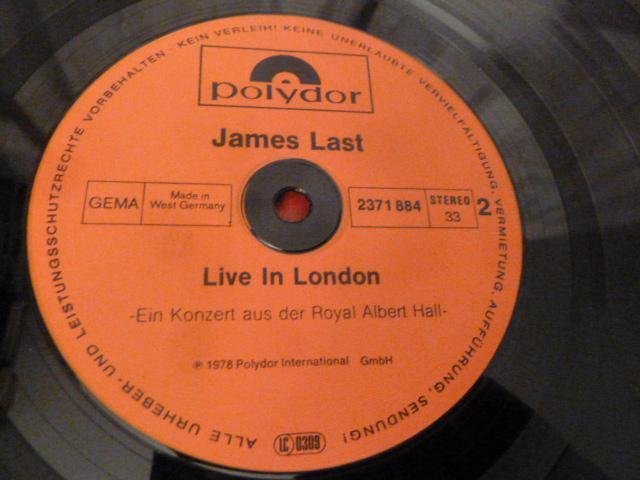 ALLE URHEBER- UND LEISTUNGSSCHUTZRECHTE VORBEHALTEN · KEIN VERLEIH! KEINE UNERLAUBTE VERVIELFÄLTIGUNG, VERMIETUNG, AUFFÜHRUNG, SENDUNG!
polydor
James Last
GEMA
Made in
West Germany
2371 884
STEREO
33
2
Live In London
-Ein Konzert aus der Royal Albert Hall-
℗ 1978 Polydor International GmbH
LC 0309